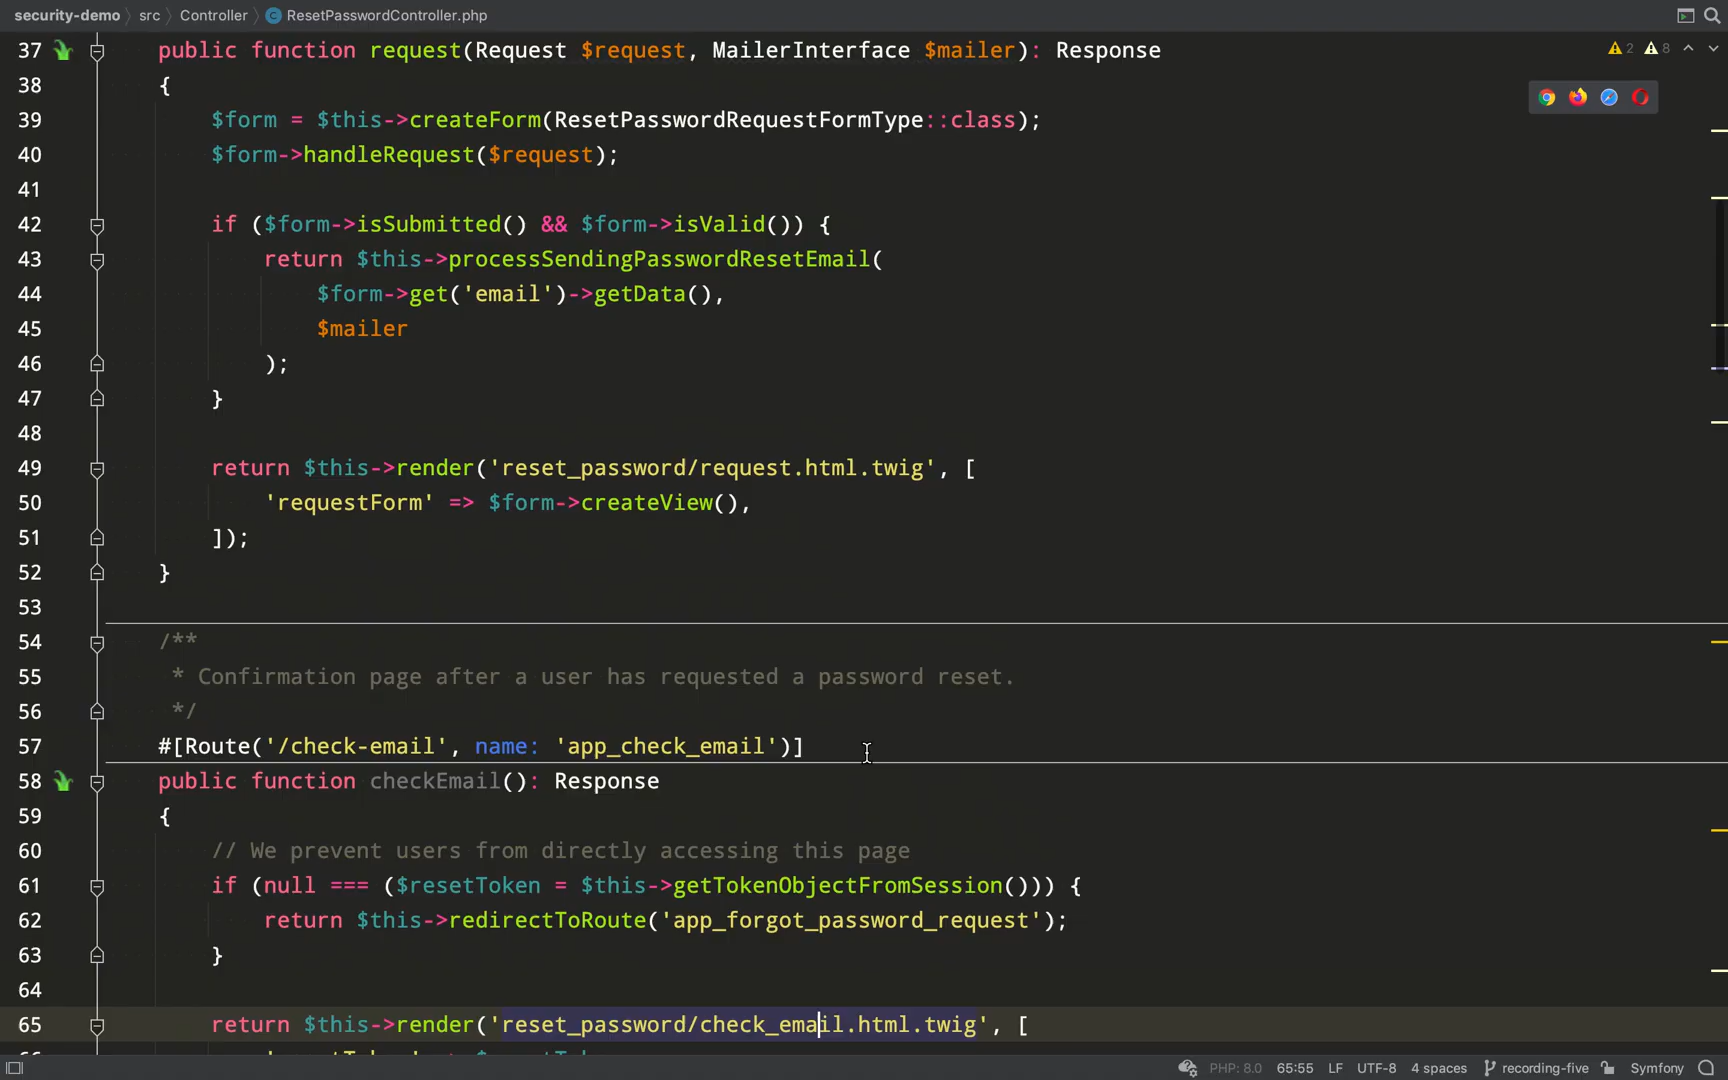 security-demo › src › Controller › ResetPasswordController.php
2 8
37 public function request(Request $request, MailerInterface $mailer): Response
38 {
39 $form = $this->createForm(ResetPasswordRequestFormType::class);
40 $form->handleRequest($request);
41
42 if ($form->isSubmitted() && $form->isValid()) {
43 return $this->processSendingPasswordResetEmail(
44 $form->get('email')->getData(),
45 $mailer
46 );
47 }
48
49 return $this->render('reset_password/request.html.twig', [
50 'requestForm' => $form->createView(),
51 ]);
52 }
53
54 /**
55 * Confirmation page after a user has requested a password reset.
56 */
57 #[Route('/check-email', name: 'app_check_email')]
58 public function checkEmail(): Response
59 {
60 // We prevent users from directly accessing this page
61 if (null === ($resetToken = $this->getTokenObjectFromSession())) {
62 return $this->redirectToRoute('app_forgot_password_request');
63 }
64
65 return $this->render('reset_password/check_email.html.twig', [
PHP: 8.0 65:55 LF UTF-8 4 spaces recording-five Symfony